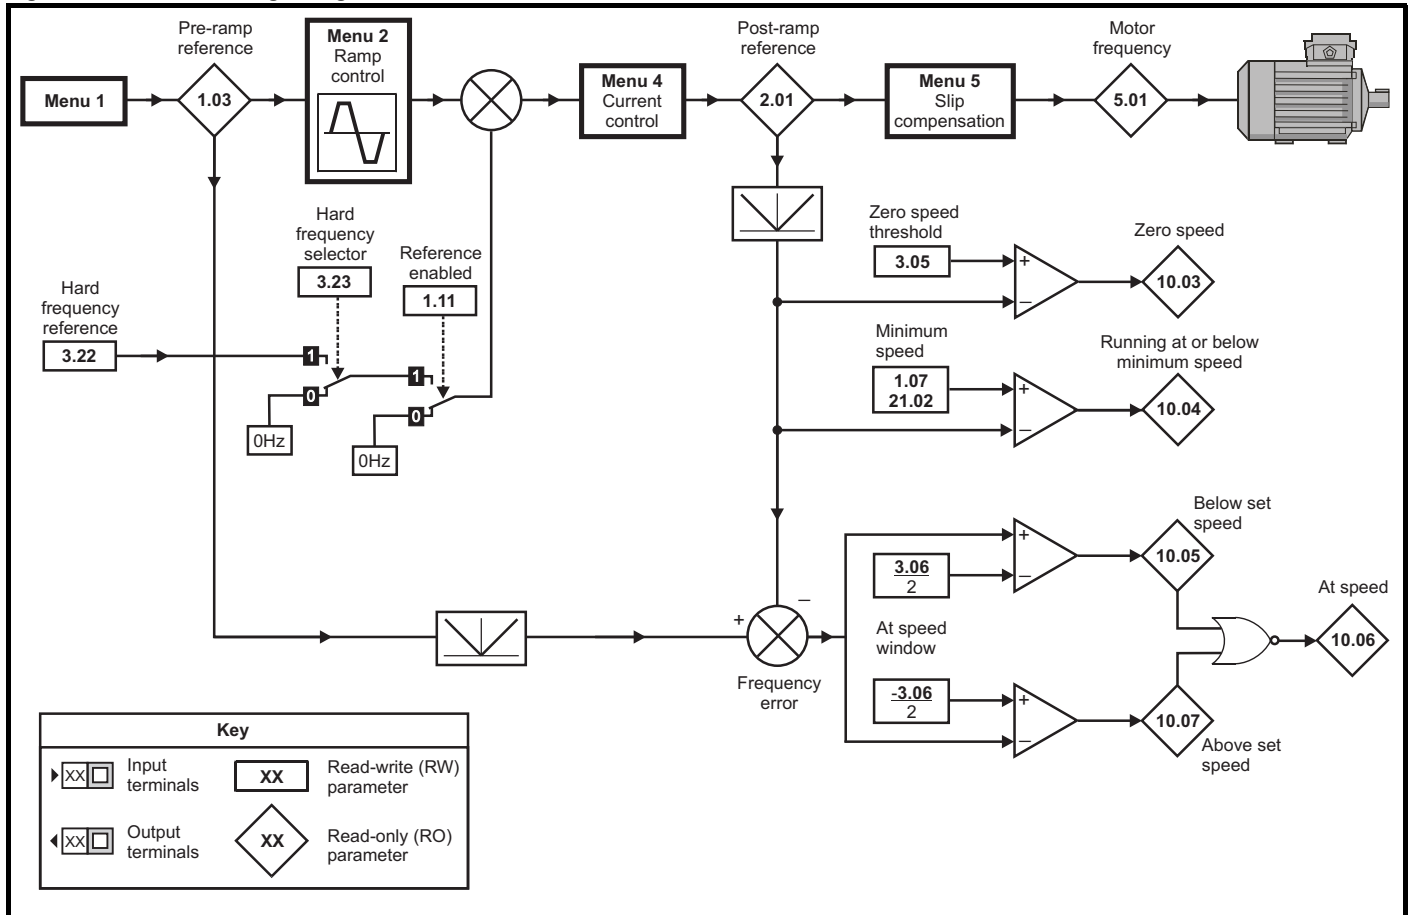 Pre-ramp
reference
Menu 2
Ramp
control
Post-ramp
reference
Motor
frequency
Menu 1
1.03
Menu 4
Current
control
2.01
Menu 5
Slip
compensation
5.01
Hard
frequency
selector
3.23
Reference
enabled
1.11
Zero speed
threshold
3.05
+
–
Zero speed
10.03
Hard
frequency
reference
3.22
1
0
0Hz
1
0
0Hz
Minimum
speed
1.07
21.02
+
–
Running at or below
minimum speed
10.04
Below set
speed
+
–
3.06
2
10.05
At speed
10.06
+
–
Frequency
error
At speed
window
-3.06
2
+
–
10.07
Above set
speed
Key
XX
Input
terminals
XX
Read-write (RW)
parameter
XX
Output
terminals
XX
Read-only (RO)
parameter